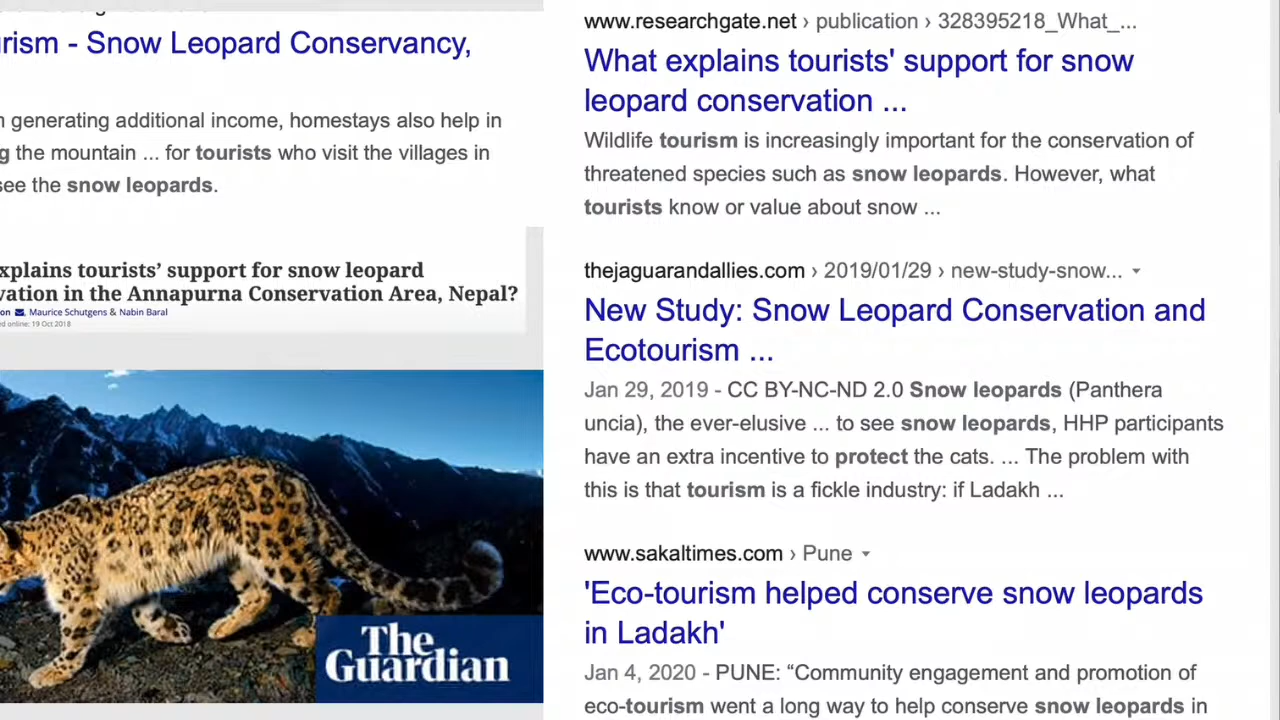 rism - Snow Leopard Conservancy,
generating additional income, homestays also help in
the mountain ... for tourists who visit the villages in
see the snow leopards.
xplains tourists' support for snow leopard
vation in the Annapurna Conservation Area, Nepal?
on , Maurice Schutgens & Nabin Baral
ed online: 19 Oct 2018
The
Guardian
www.researchgate.net › publication › 328395218_What_...
What explains tourists' support for snow
leopard conservation ...
Wildlife tourism is increasingly important for the conservation of
threatened species such as snow leopards. However, what
tourists know or value about snow ...
thejaguarandallies.com › 2019/01/29 › new-study-snow...
New Study: Snow Leopard Conservation and
Ecotourism ...
Jan 29, 2019 - CC BY-NC-ND 2.0 Snow leopards (Panthera
uncia), the ever-elusive ... to see snow leopards, HHP participants
have an extra incentive to protect the cats. ... The problem with
this is that tourism is a fickle industry: if Ladakh ...
www.sakaltimes.com › Pune
'Eco-tourism helped conserve snow leopards
in Ladakh'
Jan 4, 2020 - PUNE: “Community engagement and promotion of
eco-tourism went a long way to help conserve snow leopards in